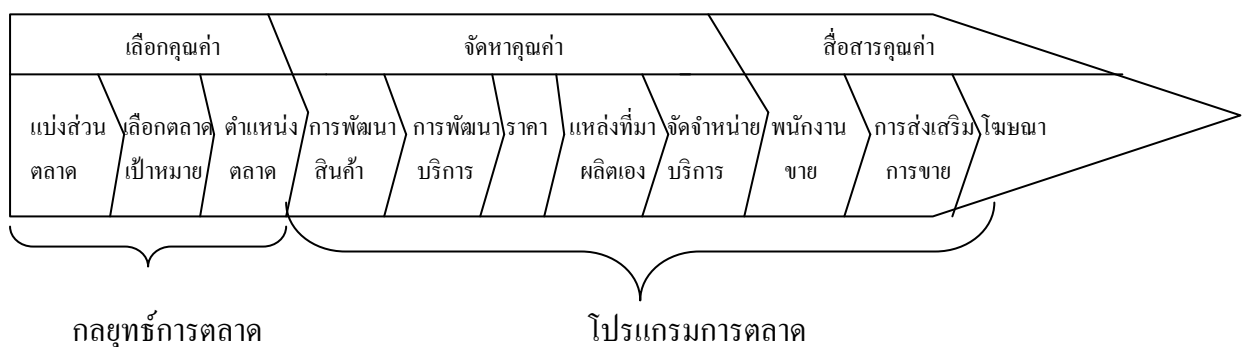 เลือกคุณค่า จัดหาคุณค่า สื่อสารคุณค่า
แบ่งส่วน เลือกตลาด ตำแหน่ง การพัฒนา การพัฒนา ราคา แหล่งที่มา จัดจำหน่าย พนักงาน การส่งเสริม โฆษณา
ตลาด เป้าหมาย ตลาด สินค้า บริการ ผลิตเอง บริการ ขาย การขาย
กลยุทธ์การตลาด โปรแกรมการตลาด